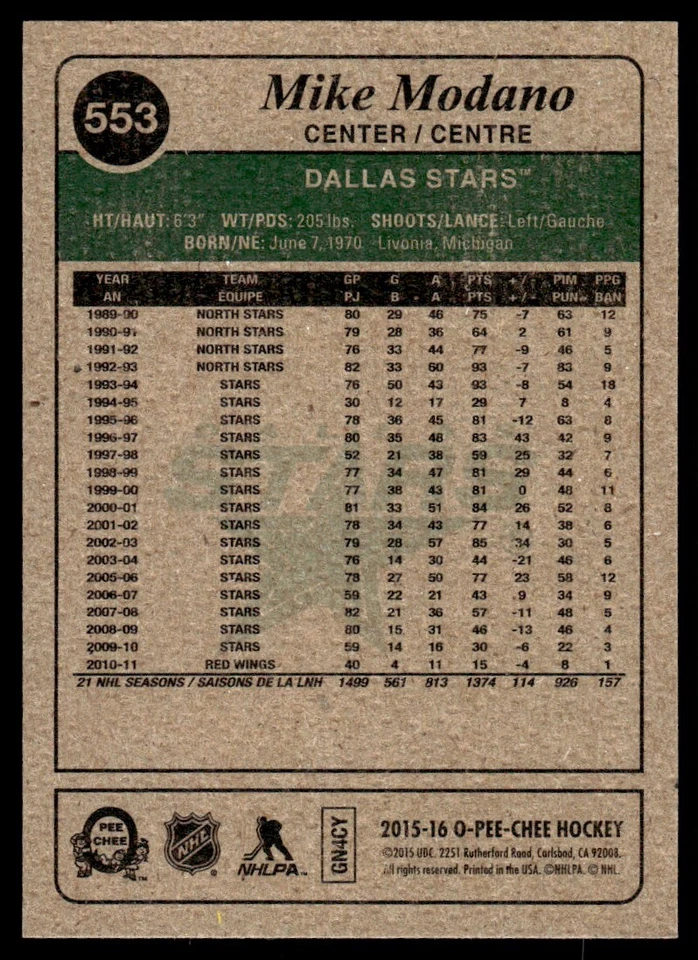 553
Mike Modano
CENTER / CENTRE
DALLAS STARS™
HT/HAUT: 6'3" WT/PDS: 205 lbs. SHOOTS/LANCE: Left/Gauche
BORN/NÉ: June 7, 1970 Livonia, Michigan
YEAR TEAM GP G A PTS +/- PIM PPG
AN EQUIPE PJ B A PTS +/- PUN BAN
1989-90 NORTH STARS 80 29 46 75 -7 63 12
1990-91 NORTH STARS 79 28 36 64 2 61 9
1991-92 NORTH STARS 76 33 44 77 -9 46 5
1992-93 NORTH STARS 82 33 60 93 -7 83 9
1993-94 STARS 76 50 43 93 -8 54 18
1994-95 STARS 30 12 17 29 7 8 4
1995-96 STARS 78 36 45 81 -12 63 8
1996-97 STARS 80 35 48 83 43 42 9
1997-98 STARS 52 21 38 59 25 32 7
1998-99 STARS 77 34 47 81 29 44 6
1999-00 STARS 77 38 43 81 0 48 11
2000-01 STARS 81 33 51 84 26 52 8
2001-02 STARS 78 34 43 77 14 38 6
2002-03 STARS 79 28 57 85 34 30 5
2003-04 STARS 76 14 30 44 -21 46 6
2005-06 STARS 78 27 50 77 23 58 12
2006-07 STARS 59 22 21 43 9 34 9
2007-08 STARS 82 21 36 57 -11 48 5
2008-09 STARS 80 15 31 46 -13 46 4
2009-10 STARS 59 14 16 30 -6 22 3
2010-11 RED WINGS 40 4 11 15 -4 8 1
21 NHL SEASONS / SAISONS DE LA LNH 1499 561 813 1374 114 926 157
STARS
PEE CHEE
NHL
NHLPA
GN4CY
2015-16 O-PEE-CHEE HOCKEY
©2015 UDC. 2251 Rutherford Road, Carlsbad, CA 92008.
All rights reserved. Printed in the USA. ©NHLPA. © NHL.